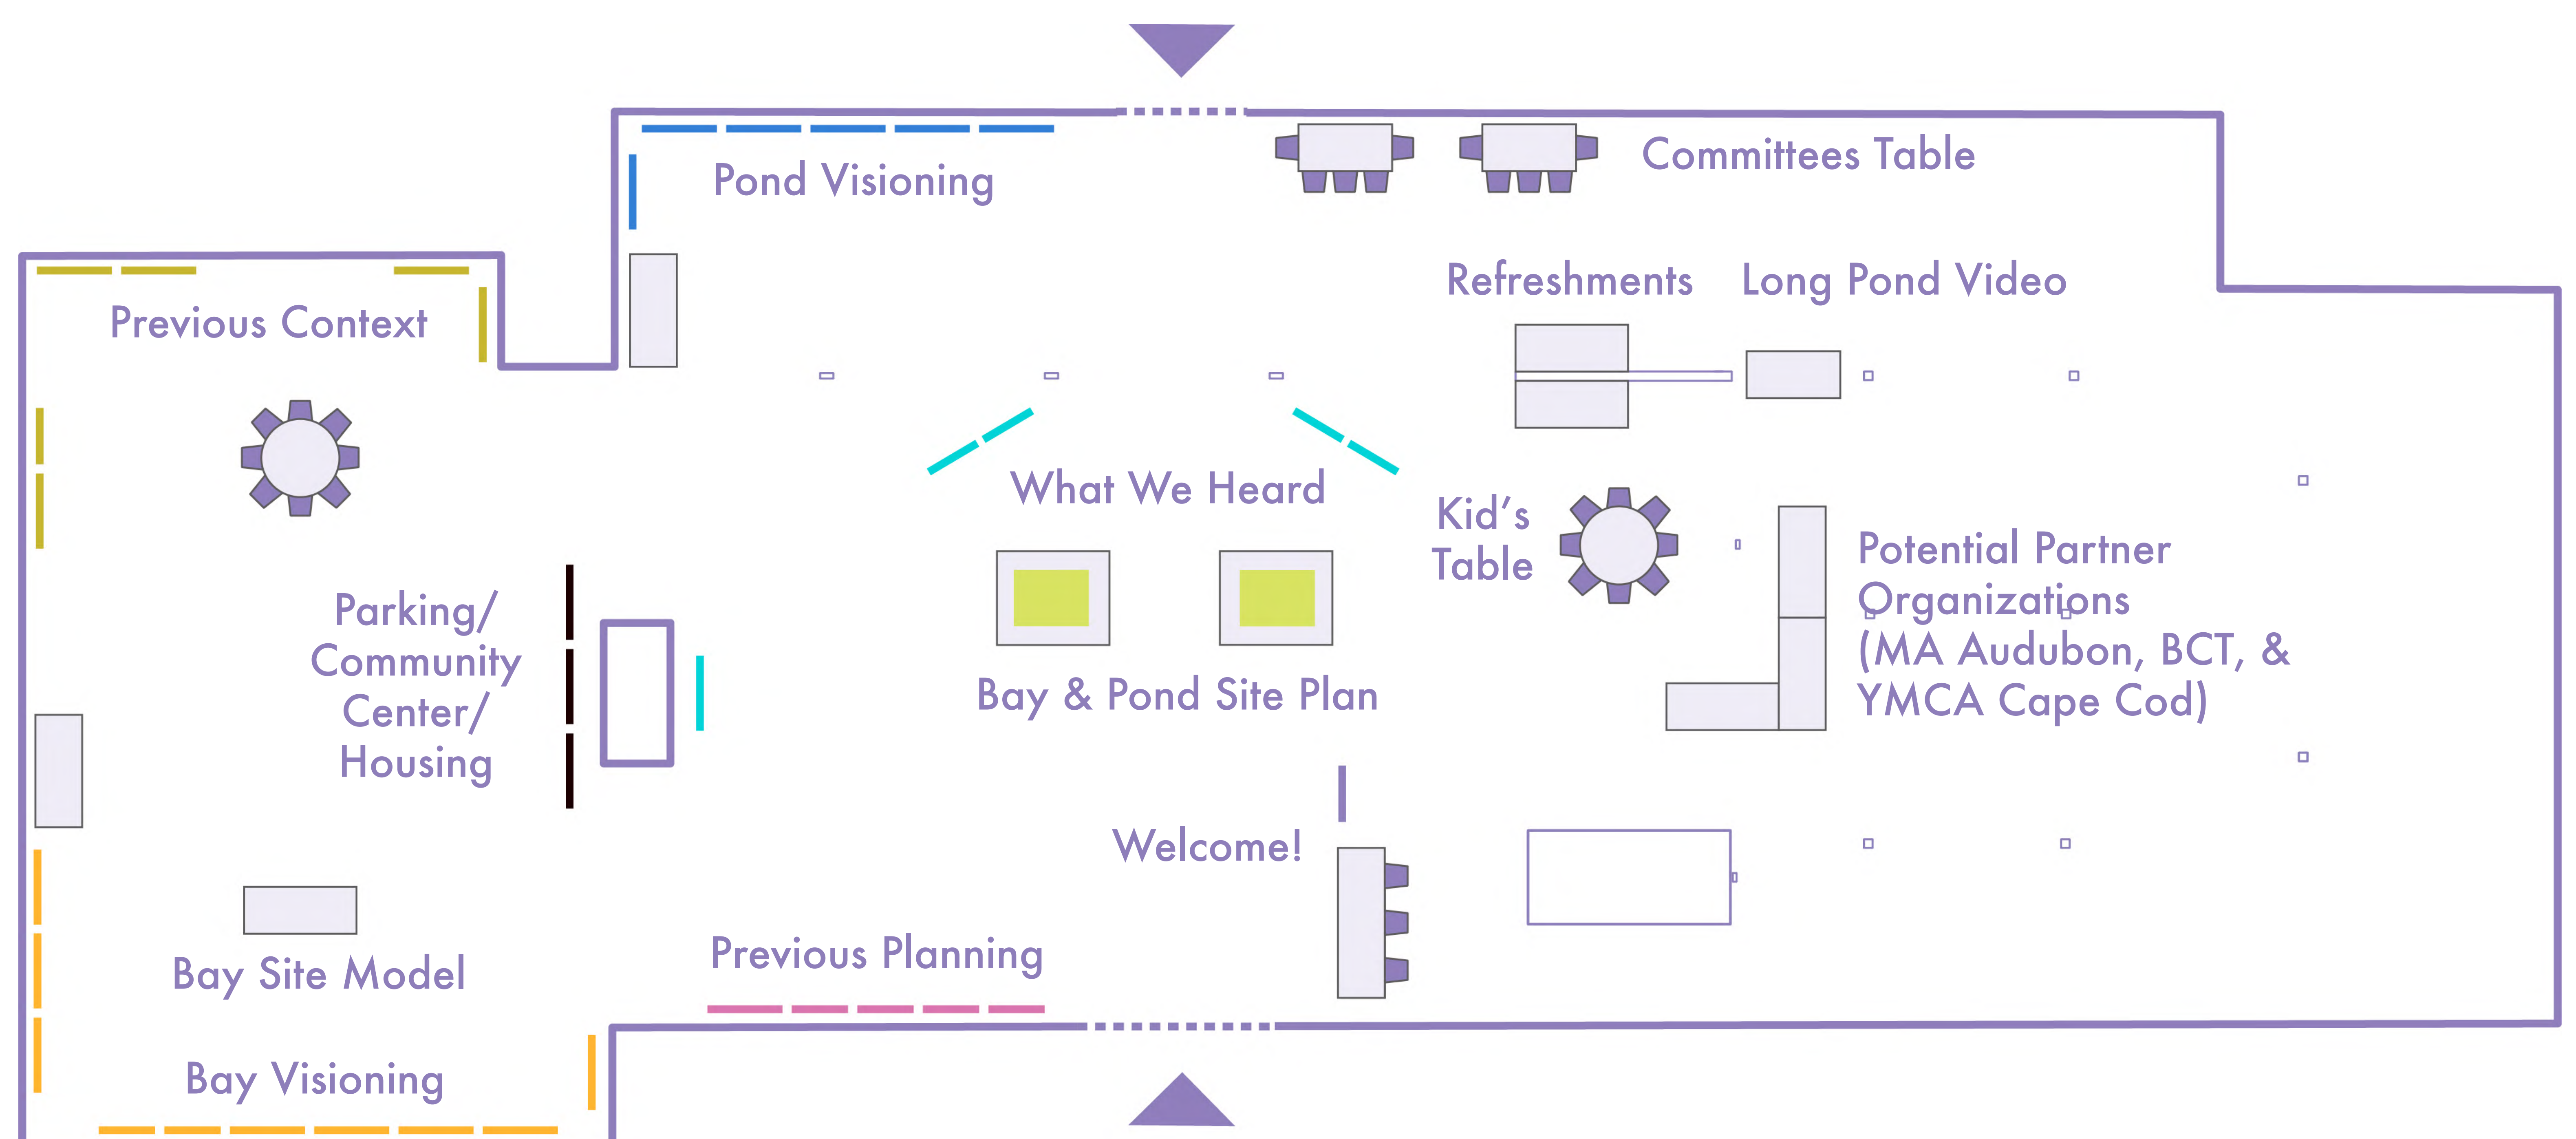 Pond Visioning
Committees Table
Refreshments
Long Pond Video
Previous Context
What We Heard
Kid's
Table
Potential Partner
Organizations
(MA Audubon, BCT, &
YMCA Cape Cod)
Parking/
Community
Center/
Housing
Bay & Pond Site Plan
Welcome!
Previous Planning
Bay Site Model
Bay Visioning